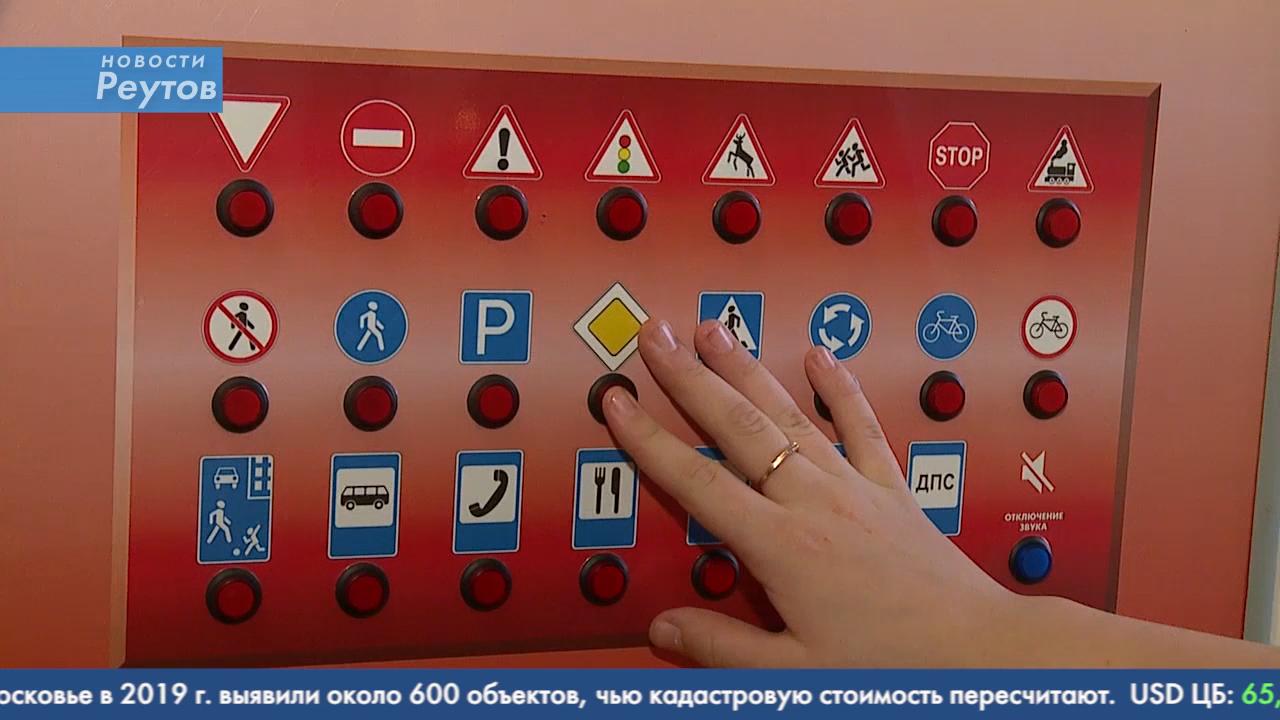 НОВОСТИ
Реутов
STOP
P
ДПС
ОТКЛЮЧЕНИЕ
ЗВУКА
осковье в 2019 г. выявили около 600 объектов, чью кадастровую стоимость пересчитают. USD ЦБ: 65,